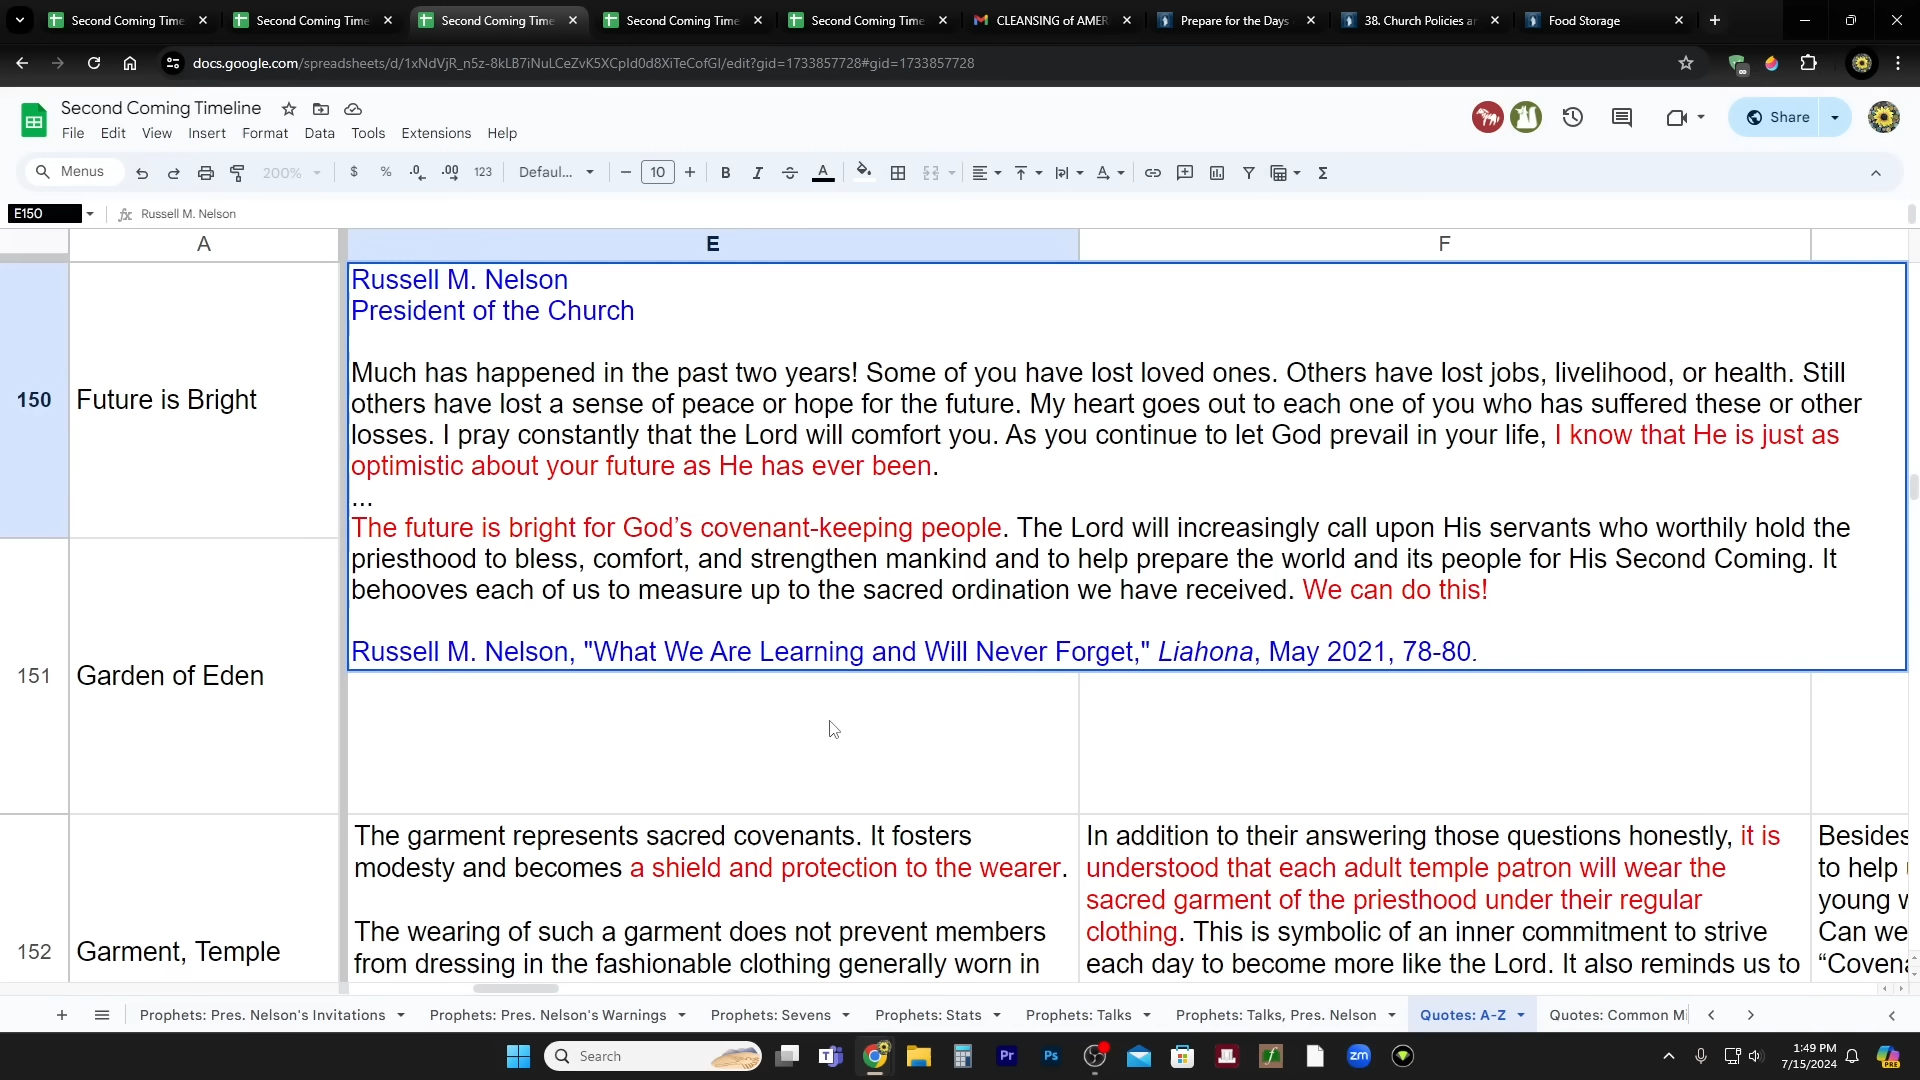 Second Coming Time
Second Coming Time
Second Coming Time
Second Coming Time
Second Coming Time
CLEANSING of AMER
Prepare for the Days
38. Church Policies an
Food Storage
docs.google.com/spreadsheets/d/1xNdVjR_n5z-8kLB7iNuLCeZvK5XCpId0d8XiTeCofGI/edit?gid=1733857728#gid=1733857728
Second Coming Timeline
File Edit View Insert Format Data Tools Extensions Help
Share
Menus
200%
$ % .0 .00 123
Defaul...
10
B I A
E150
fx Russell M. Nelson
A E F
150
Future is Bright
Russell M. Nelson
President of the Church
Much has happened in the past two years! Some of you have lost loved ones. Others have lost jobs, livelihood, or health. Still
others have lost a sense of peace or hope for the future. My heart goes out to each one of you who has suffered these or other
losses. I pray constantly that the Lord will comfort you. As you continue to let God prevail in your life, I know that He is just as
optimistic about your future as He has ever been.
...
The future is bright for God’s covenant-keeping people. The Lord will increasingly call upon His servants who worthily hold the
priesthood to bless, comfort, and strengthen mankind and to help prepare the world and its people for His Second Coming. It
behooves each of us to measure up to the sacred ordination we have received. We can do this!
Russell M. Nelson, "What We Are Learning and Will Never Forget," Liahona, May 2021, 78-80.
151
Garden of Eden
152
Garment, Temple
The garment represents sacred covenants. It fosters
modesty and becomes a shield and protection to the wearer.
The wearing of such a garment does not prevent members
from dressing in the fashionable clothing generally worn in
In addition to their answering those questions honestly, it is
understood that each adult temple patron will wear the
sacred garment of the priesthood under their regular
clothing. This is symbolic of an inner commitment to strive
each day to become more like the Lord. It also reminds us to
Besides
to help
young w
Can we
“Covena
Prophets: Pres. Nelson's Invitations
Prophets: Pres. Nelson's Warnings
Prophets: Sevens
Prophets: Stats
Prophets: Talks
Prophets: Talks, Pres. Nelson
Quotes: A-Z
Quotes: Common Mi
Search
Pr
Ps
zm
1:49 PM
7/15/2024
PRE